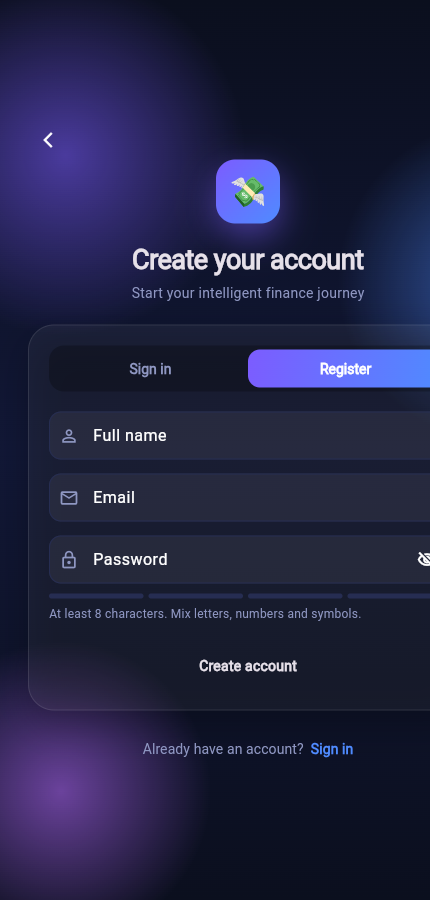 Create your account
Start your intelligent finance journey
Sign in
Register
Full name
Email
Password
At least 8 characters. Mix letters, numbers and symbols.
Create account
Already have an account? Sign in